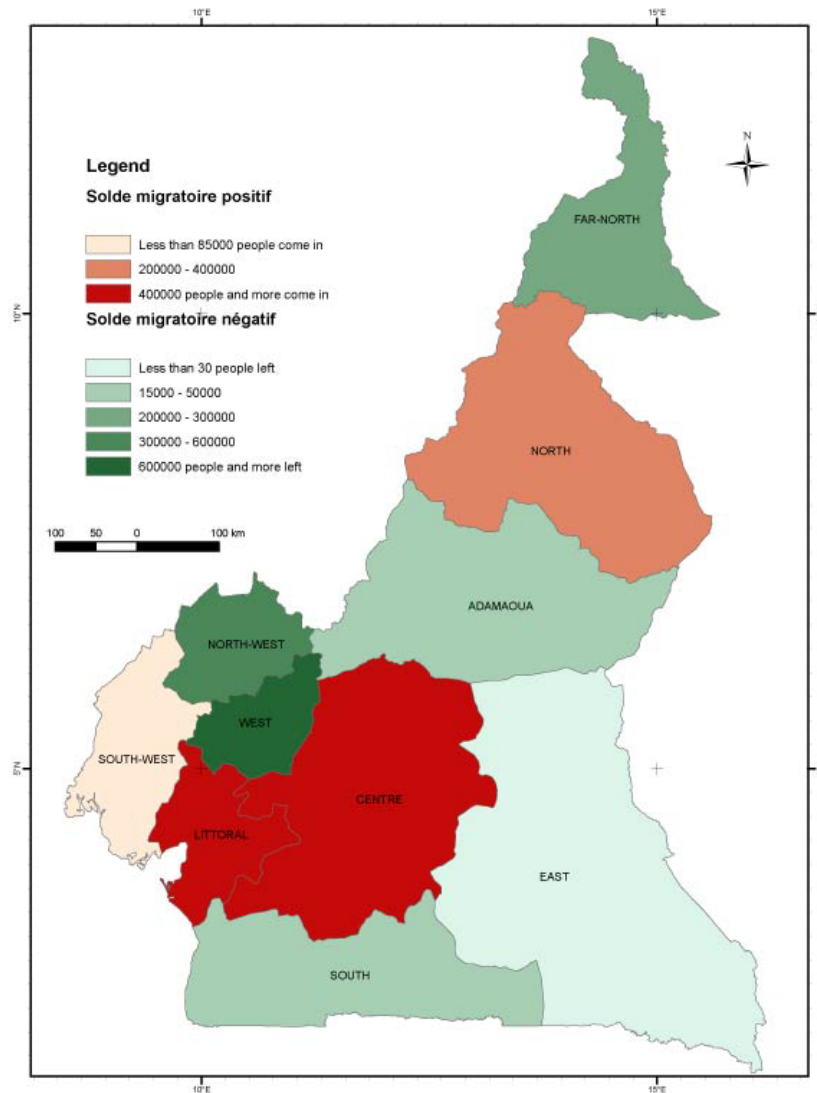 10°E
15°E
N
Legend
Solde migratoire positif
Less than 85000 people come in
200000 - 400000
400000 people and more come in
Solde migratoire négatif
Less than 30 people left
15000 - 50000
200000 - 300000
300000 - 600000
600000 people and more left
100 50 0 100 km
FAR-NORTH
10°N
10°N
NORTH
ADAMAOUA
NORTH-WEST
WEST
SOUTH-WEST
5°N
5°N
CENTRE
LITTORAL
EAST
SOUTH
10°E
15°E